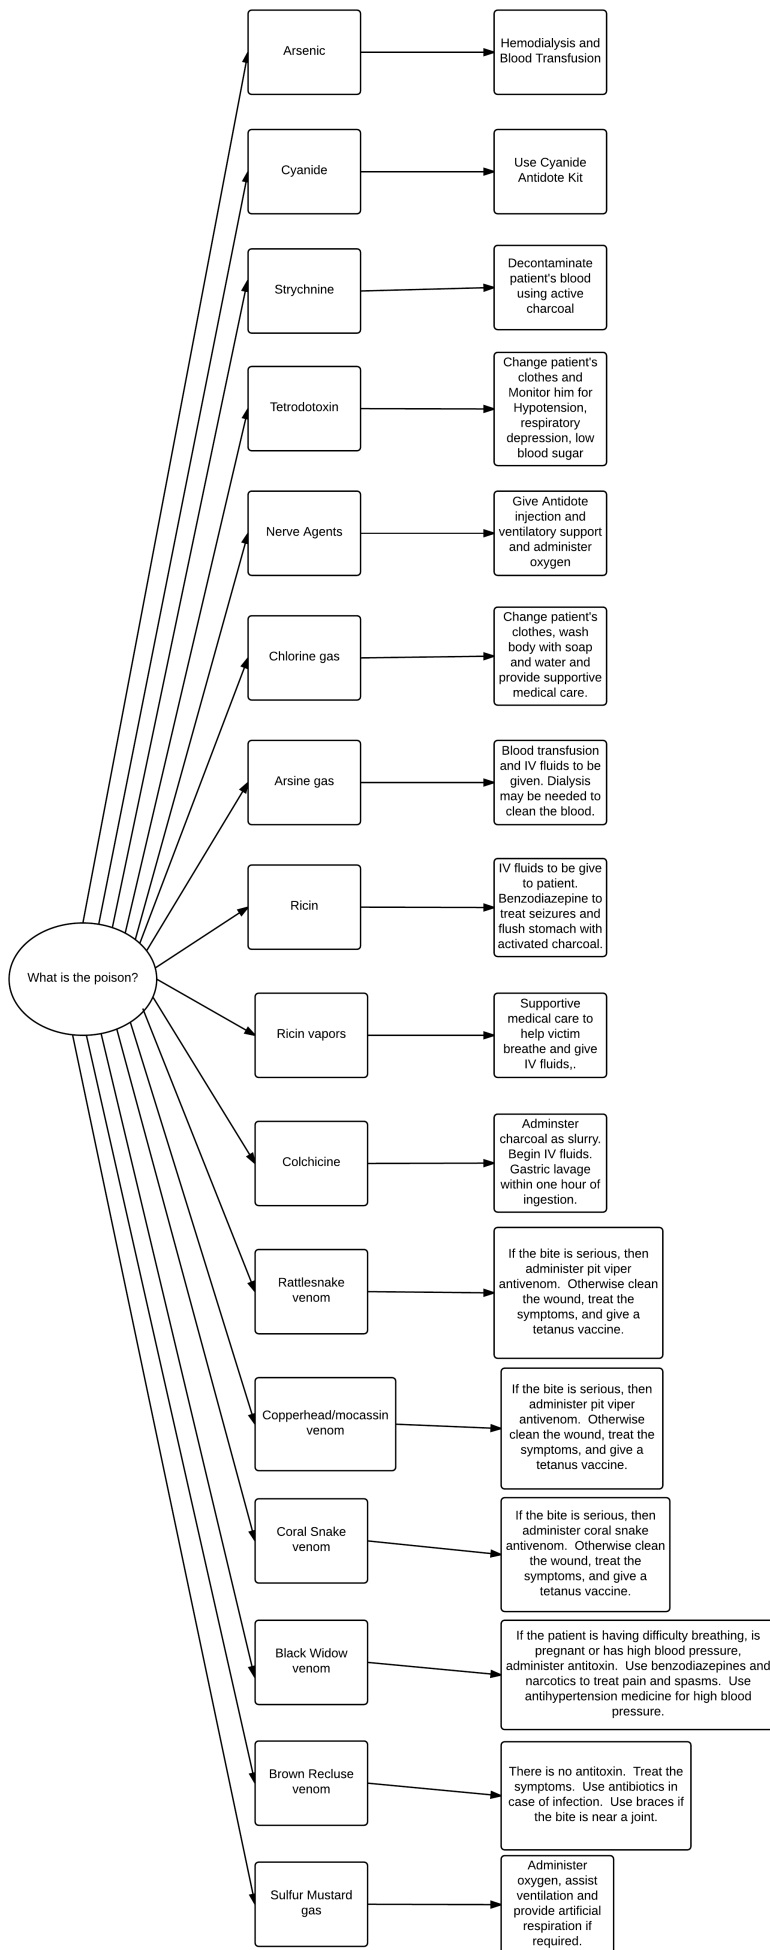 Arsenic
Hemodialysis and
Blood Transfusion
Cyanide
Use Cyanide
Antidote Kit
Strychnine
Decontaminate
patient's blood
using active
charcoal
Tetrodotoxin
Change patient's
clothes and
Monitor him for
Hypotension,
respiratory
depression, low
blood sugar
Nerve Agents
Give Antidote
injection and
ventilatory support
and administer
oxygen
Chlorine gas
Change patient's
clothes, wash
body with soap
and water and
provide supportive
medical care.
Arsine gas
Blood transfusion
and IV fluids to be
given. Dialysis
may be needed to
clean the blood.
Ricin
IV fluids to be give
to patient.
Benzodiazepine to
treat seizures and
flush stomach with
activated charcoal.
What is the poison?
Ricin vapors
Supportive
medical care to
help victim
breathe and give
IV fluids,.
Colchicine
Adminster
charcoal as slurry.
Begin IV fluids.
Gastric lavage
within one hour of
ingestion.
Rattlesnake
venom
If the bite is serious, then
administer pit viper
antivenom.  Otherwise clean
the wound, treat the
symptoms, and give a
tetanus vaccine.
Copperhead/mocassin
venom
If the bite is serious, then
administer pit viper
antivenom.  Otherwise
clean the wound, treat the
symptoms, and give a
tetanus vaccine.
Coral Snake
venom
If the bite is serious, then
administer coral snake
antivenom.  Otherwise clean
the wound, treat the
symptoms, and give a
tetanus vaccine.
Black Widow
venom
If the patient is having difficulty breathing, is
pregnant or has high blood pressure,
administer antitoxin.  Use benzodiazepines and
narcotics to treat pain and spasms.  Use
antihypertension medicine for high blood
pressure.
Brown Recluse
venom
There is no antitoxin.  Treat the
symptoms.  Use antibiotics in
case of infection.  Use braces if
the bite is near a joint.
Sulfur Mustard
gas
Administer
oxygen, assist
ventilation and
provide artificial
respiration if
required.